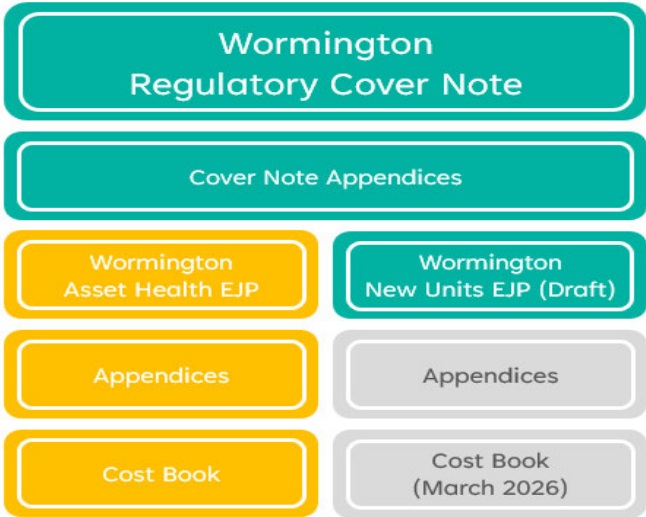 Wormington
Regulatory Cover Note
Cover Note Appendices
Wormington
Asset Health EJP
Wormington
New Units EJP (Draft)
Appendices
Appendices
Cost Book
Cost Book
(March 2026)